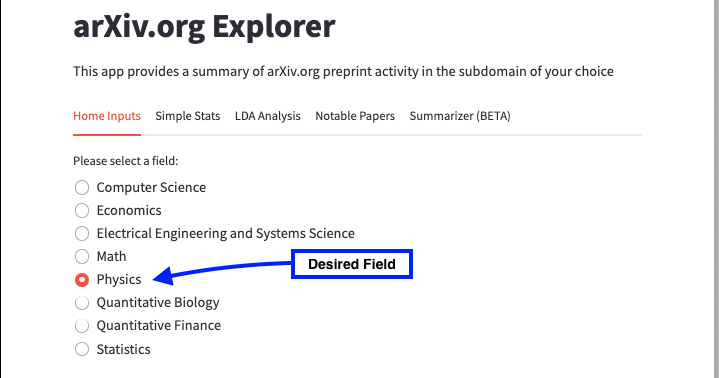 arXiv.org Explorer
This app provides a summary of arXiv.org preprint activity in the subdomain of your choice
Home Inputs Simple Stats LDA Analysis Notable Papers Summarizer (BETA)
Please select a field:
Computer Science
Economics
Electrical Engineering and Systems Science
Math
Desired Field
Physics
Quantitative Biology
Quantitative Finance
Statistics